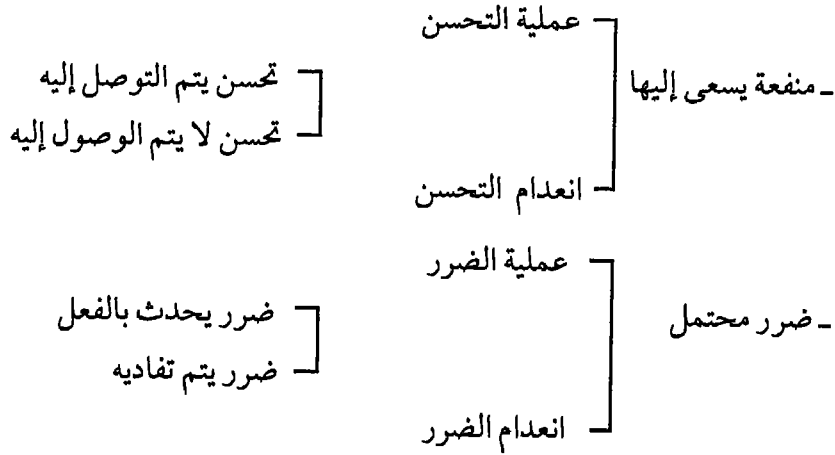 عملية التحسن
ـ منفعة يسعى إليها
تحسن يتم التوصل إليه
تحسن لا يتم الوصول إليه
انعدام التحسن
عملية الضرر
ـ ضرر محتمل
ضرر يحدث بالفعل
ضرر يتم تفاديه
انعدام الضرر